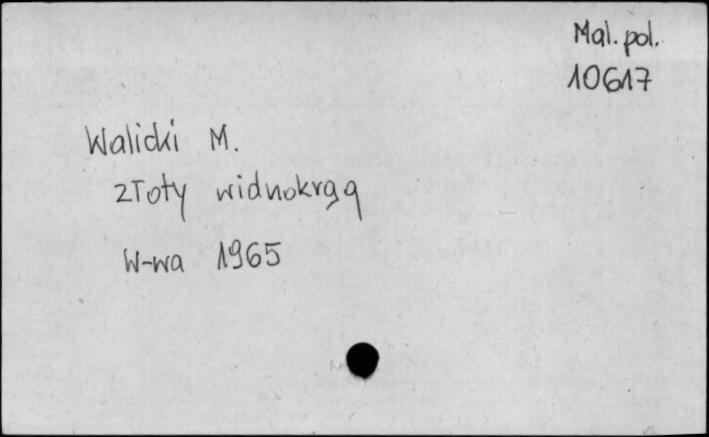 Mal. pol.
10617
Walicki M.
złoty widnokrąg
W-wa 1965